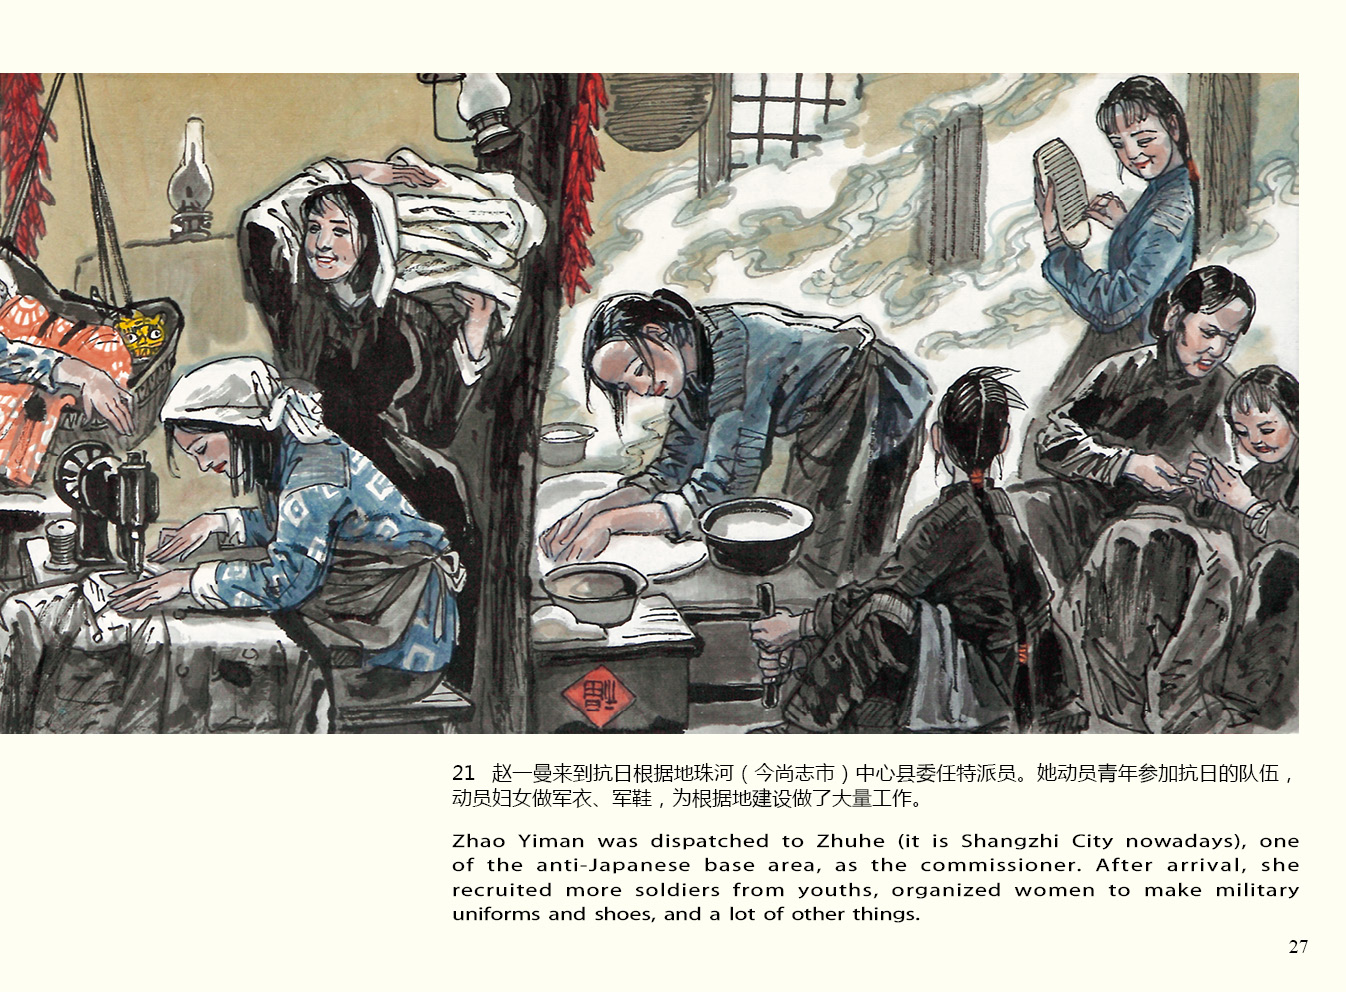 21 赵一曼来到抗日根据地珠河（今尚志市）中心县委任特派员。她动员青年参加抗日的队伍，
动员妇女做军衣、军鞋，为根据地建设做了大量工作。
Zhao Yiman was dispatched to Zhuhe (it is Shangzhi City nowadays), one
of the anti-Japanese base area, as the commissioner. After arrival, she
recruited more soldiers from youths, organized women to make military
uniforms and shoes, and a lot of other things.
27